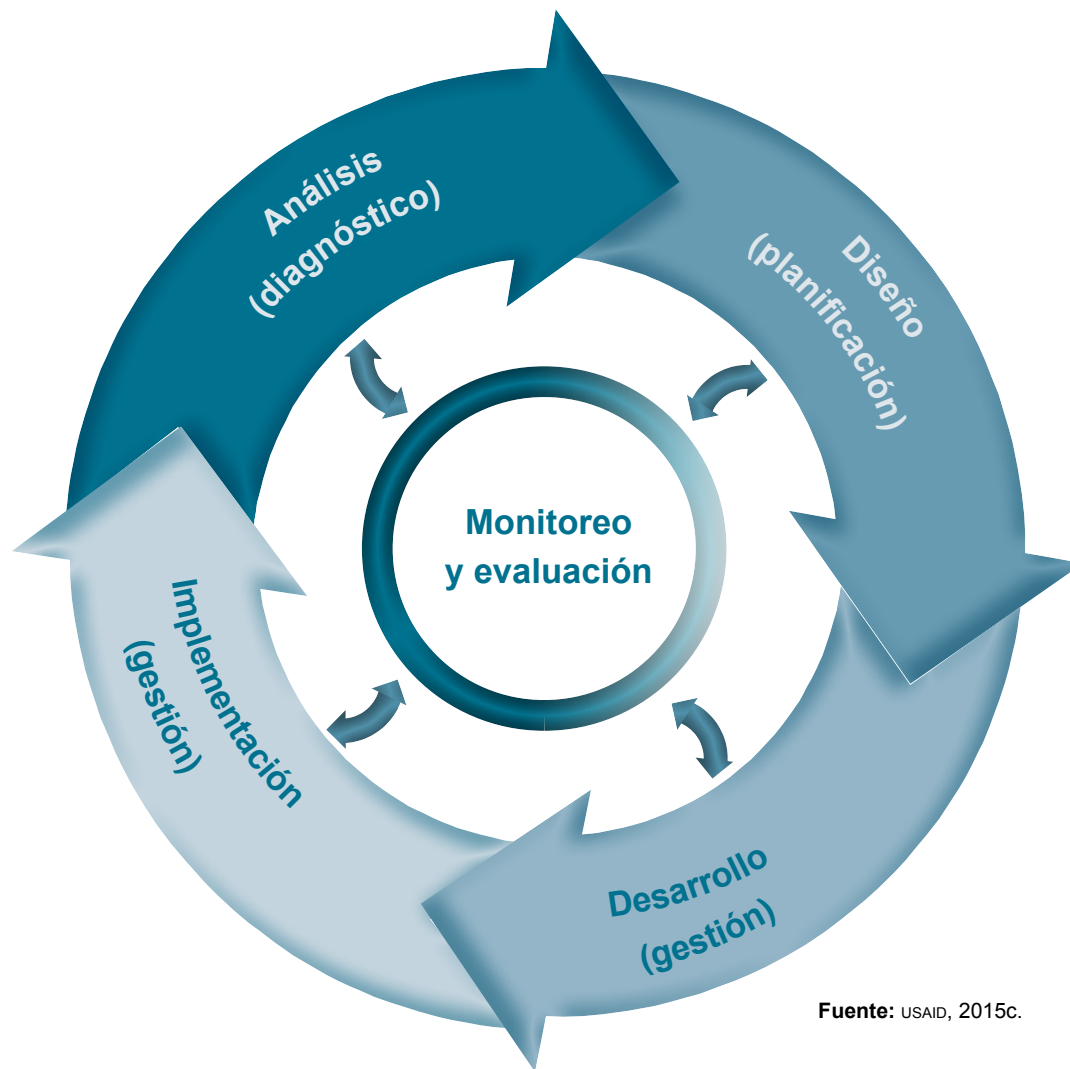 Análisis
(diagnóstico)
Diseño
(planificación)
Monitoreo
y evaluación
Implementación
(gestión)
Desarrollo
(gestión)
Fuente: USAID, 2015c.